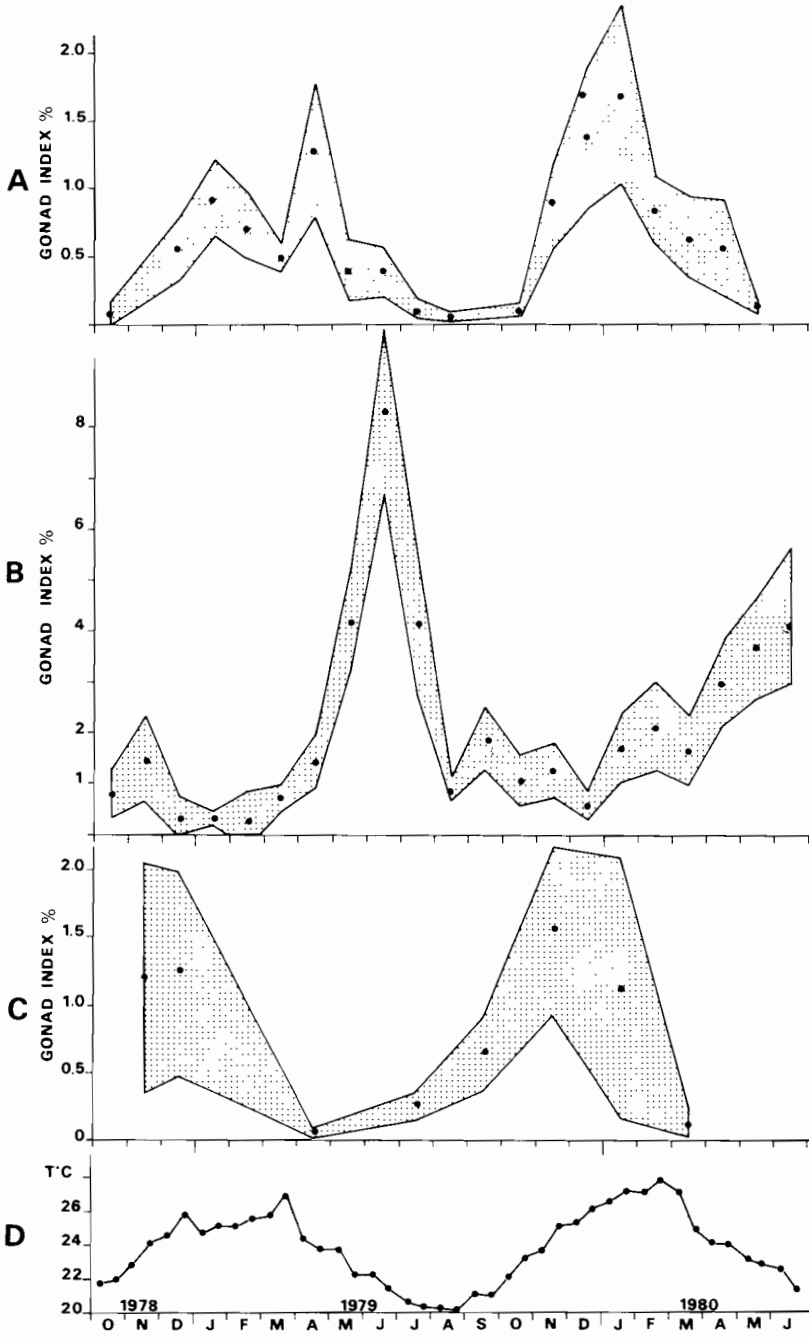 A
GONAD INDEX %
2.0
1.5
1.0
0.5
B
GONAD INDEX %
8
6
4
2
1
C
GONAD INDEX %
2.0
1.5
1.0
0.5
0
D
T°C
26
24
22
20
1978 1979 1980
O N D J F M A M J J A S O N D J F M A M J